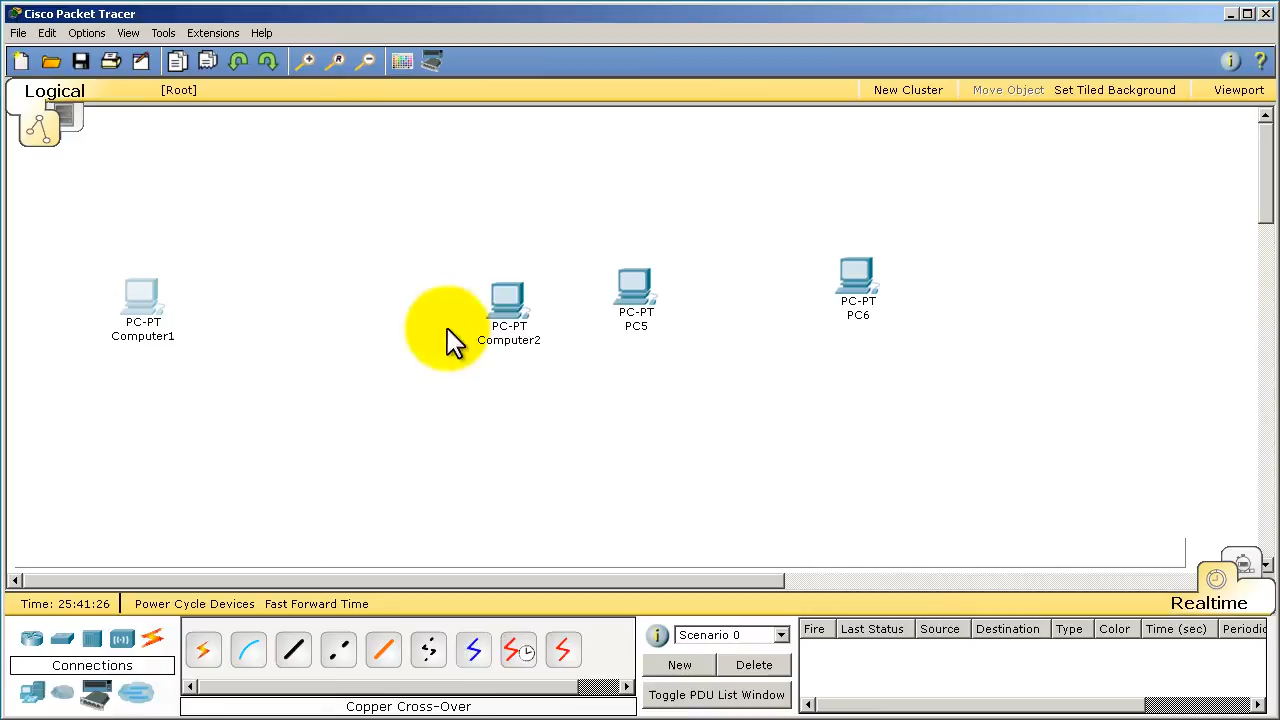 Cisco Packet Tracer
File Edit Options View Tools Extensions Help
Logical [Root] New Cluster Move Object Set Tiled Background Viewport
PC-PT
Computer1
PC-PT
Computer2
PC-PT
PC5
PC-PT
PC6
Time: 25:41:26 Power Cycle Devices Fast Forward Time Realtime
Connections
Copper Cross-Over
Scenario 0
New Delete
Toggle PDU List Window
Fire Last Status Source Destination Type Color Time (sec) Periodic